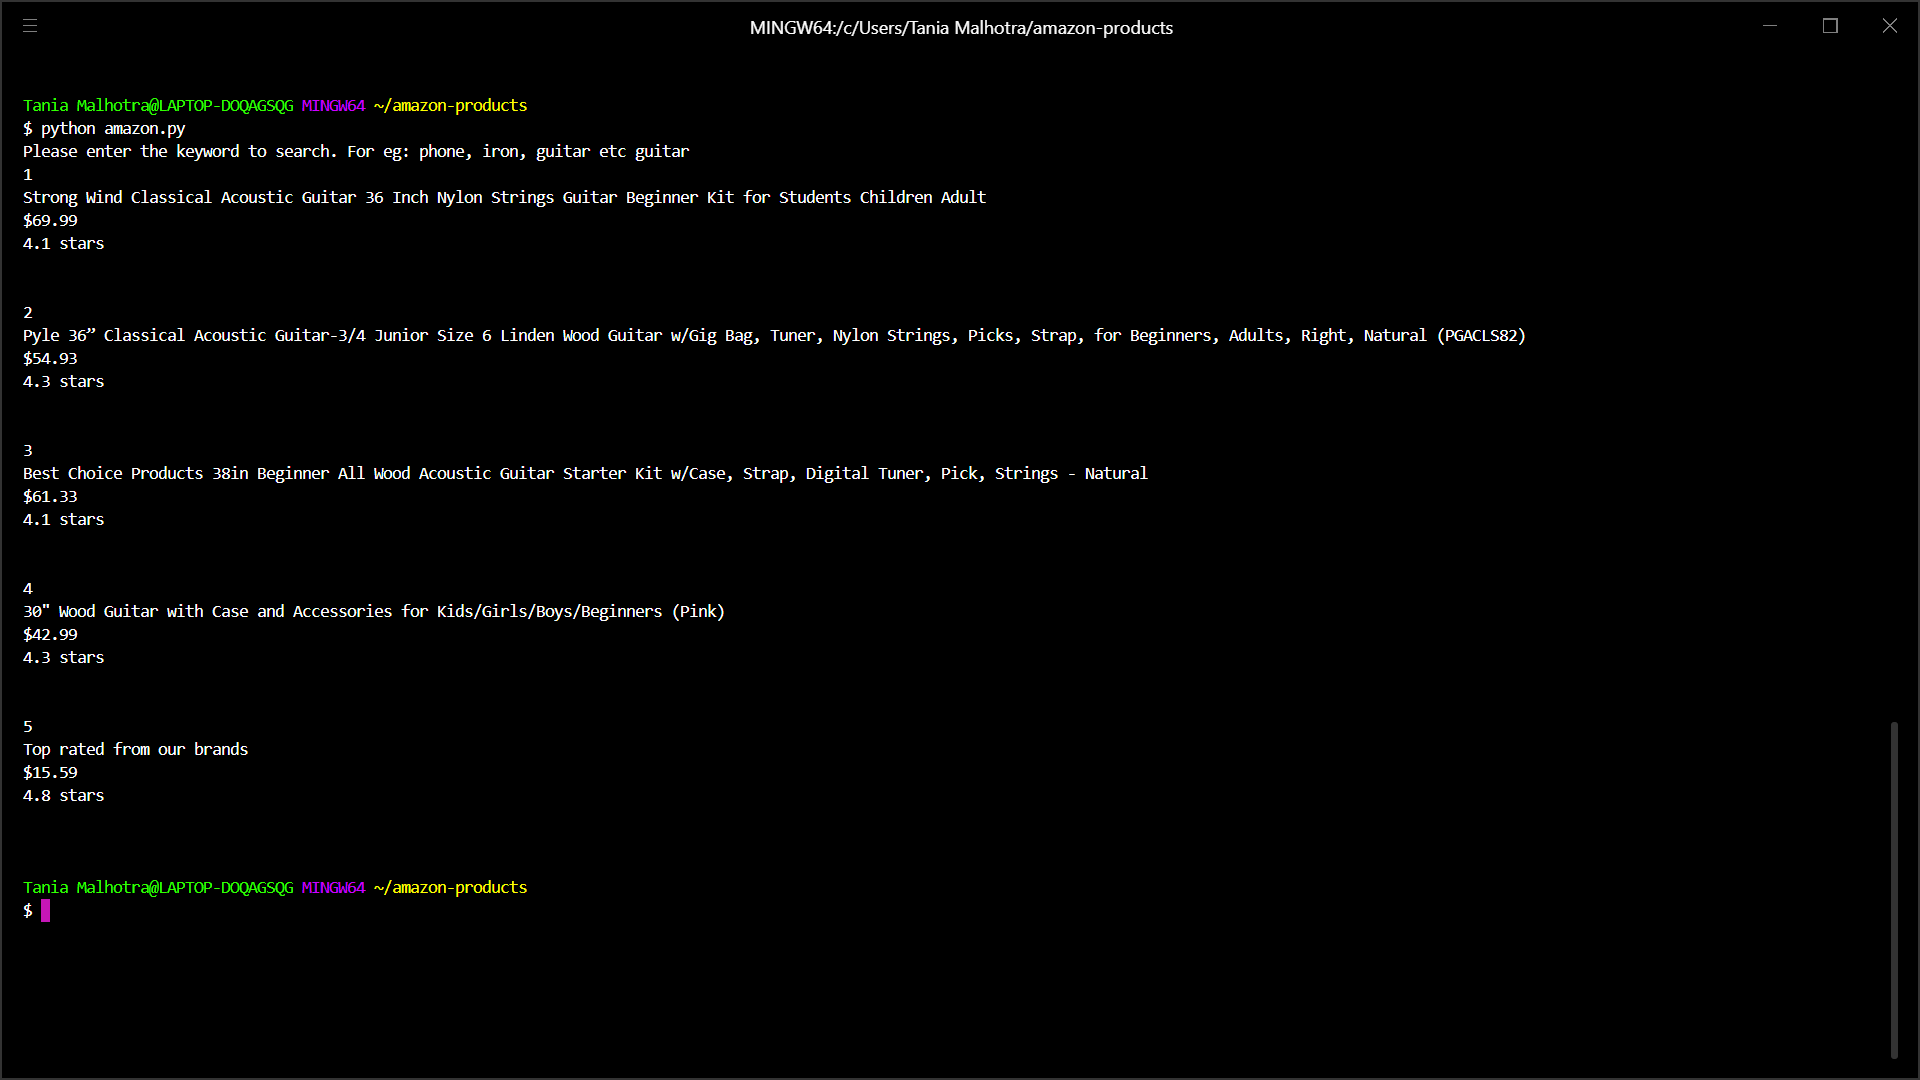 MINGW64:/c/Users/Tania Malhotra/amazon-products
Tania Malhotra@LAPTOP-DOQAGSQG MINGW64 ~/amazon-products
$ python amazon.py
Please enter the keyword to search. For eg: phone, iron, guitar etc guitar
1
Strong Wind Classical Acoustic Guitar 36 Inch Nylon Strings Guitar Beginner Kit for Students Children Adult
$69.99
4.1 stars
2
Pyle 36” Classical Acoustic Guitar-3/4 Junior Size 6 Linden Wood Guitar w/Gig Bag, Tuner, Nylon Strings, Picks, Strap, for Beginners, Adults, Right, Natural (PGACLS82)
$54.93
4.3 stars
3
Best Choice Products 38in Beginner All Wood Acoustic Guitar Starter Kit w/Case, Strap, Digital Tuner, Pick, Strings - Natural
$61.33
4.1 stars
4
30" Wood Guitar with Case and Accessories for Kids/Girls/Boys/Beginners (Pink)
$42.99
4.3 stars
5
Top rated from our brands
$15.59
4.8 stars
Tania Malhotra@LAPTOP-DOQAGSQG MINGW64 ~/amazon-products
$